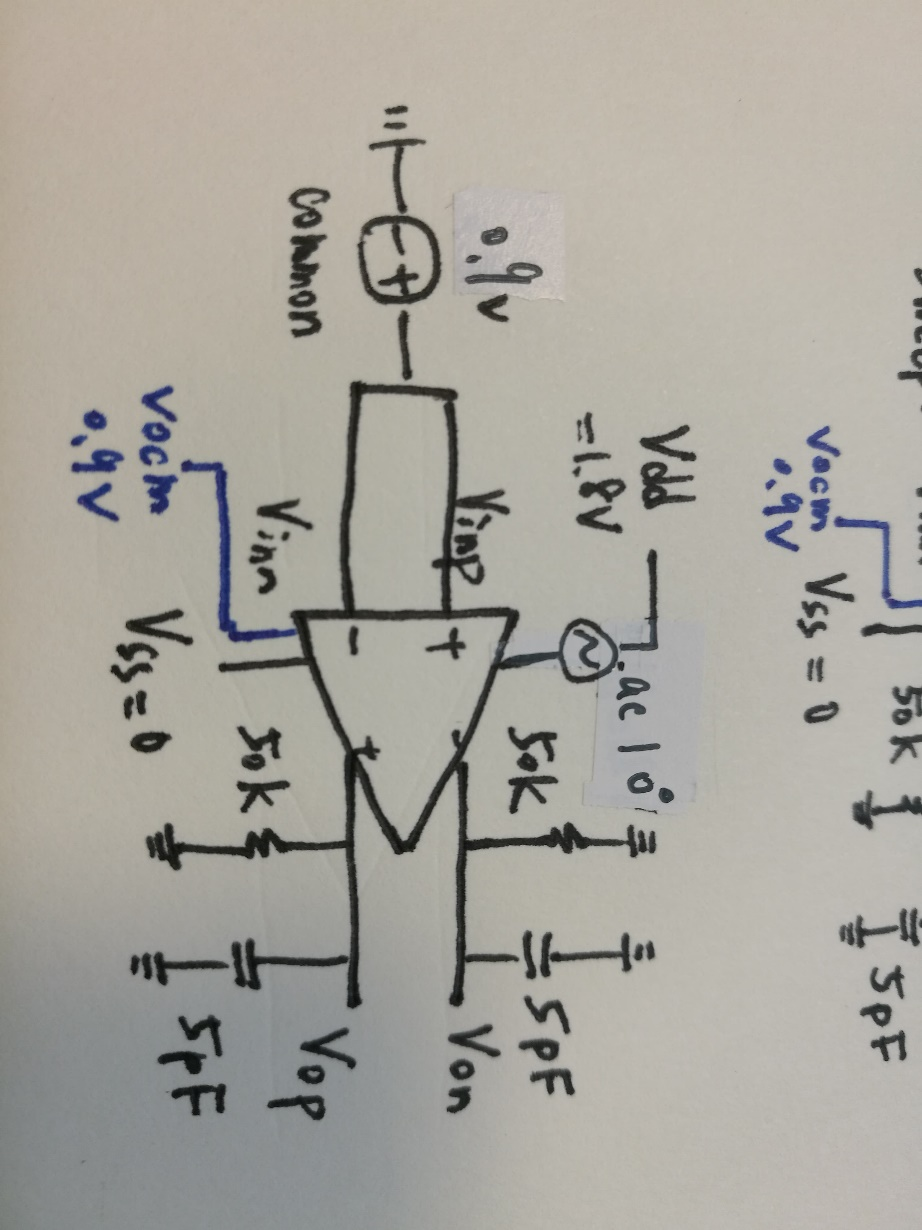 0.9v
common
Vdd
=1.8V
.ac 1 0°
Vinp
Vinn
Vocm
0.9V
Vss = 0
+
-
-
+
50k
50k
5pF
5pF
Von
Vop
Vocm
0.9V
Vss = 0
50k
5pF